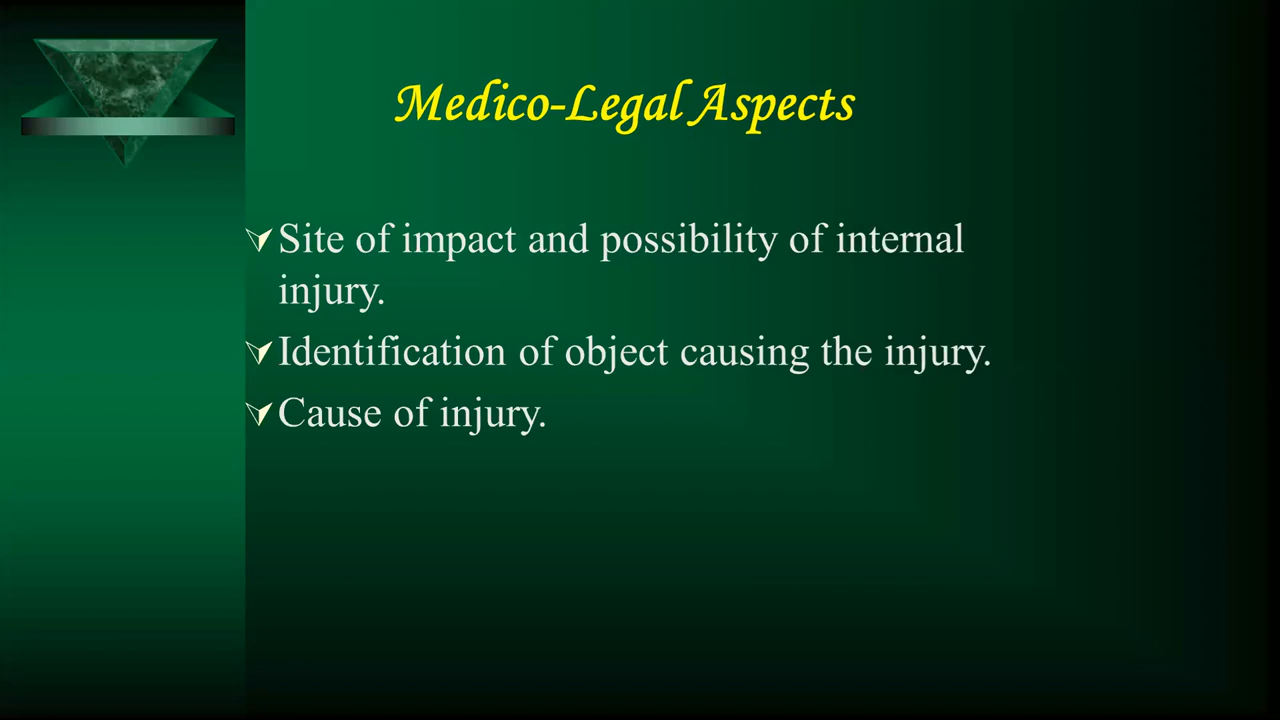 Medico-Legal Aspects
Site of impact and possibility of internal
injury.
Identification of object causing the injury.
Cause of injury.